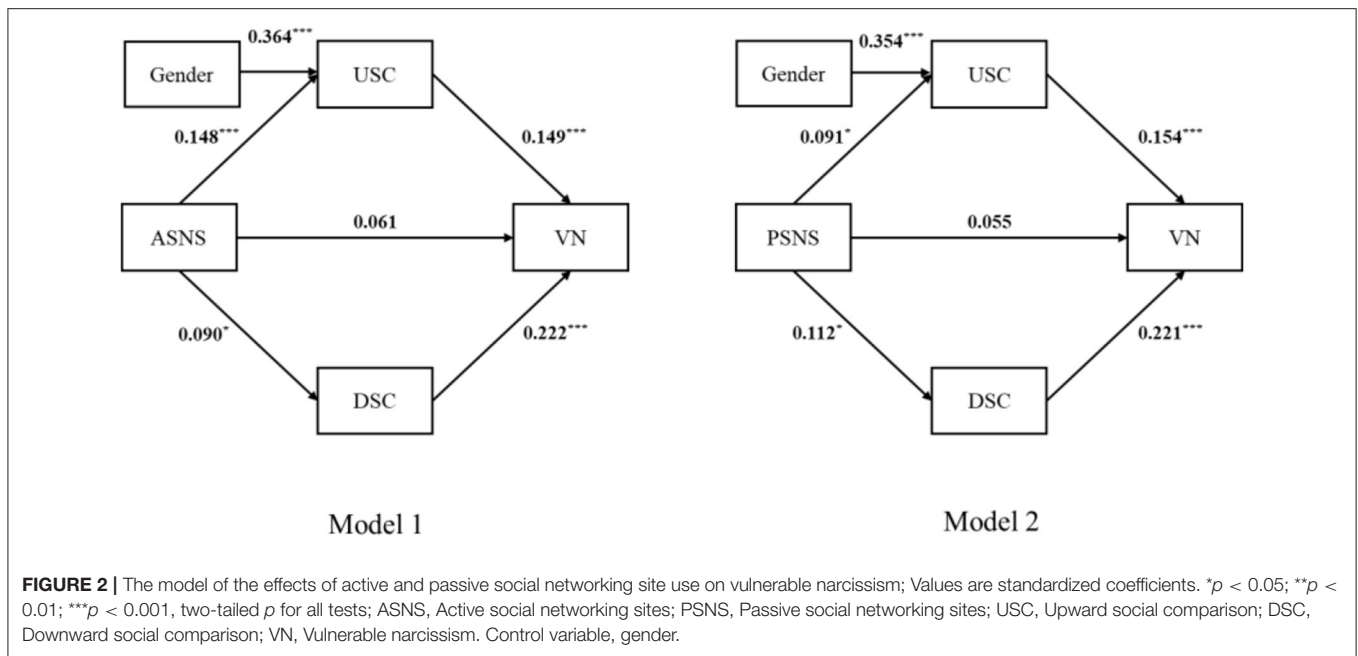 0.364***
Gender
USC
0.148***
0.149***
ASNS
0.061
VN
0.090*
0.222***
DSC
Model 1
0.354***
Gender
USC
0.091*
0.154***
PSNS
0.055
VN
0.112*
0.221***
DSC
Model 2
FIGURE 2 | The model of the effects of active and passive social networking site use on vulnerable narcissism; Values are standardized coefficients. *p < 0.05; **p <
0.01; ***p < 0.001, two-tailed p for all tests; ASNS, Active social networking sites; PSNS, Passive social networking sites; USC, Upward social comparison; DSC,
Downward social comparison; VN, Vulnerable narcissism. Control variable, gender.